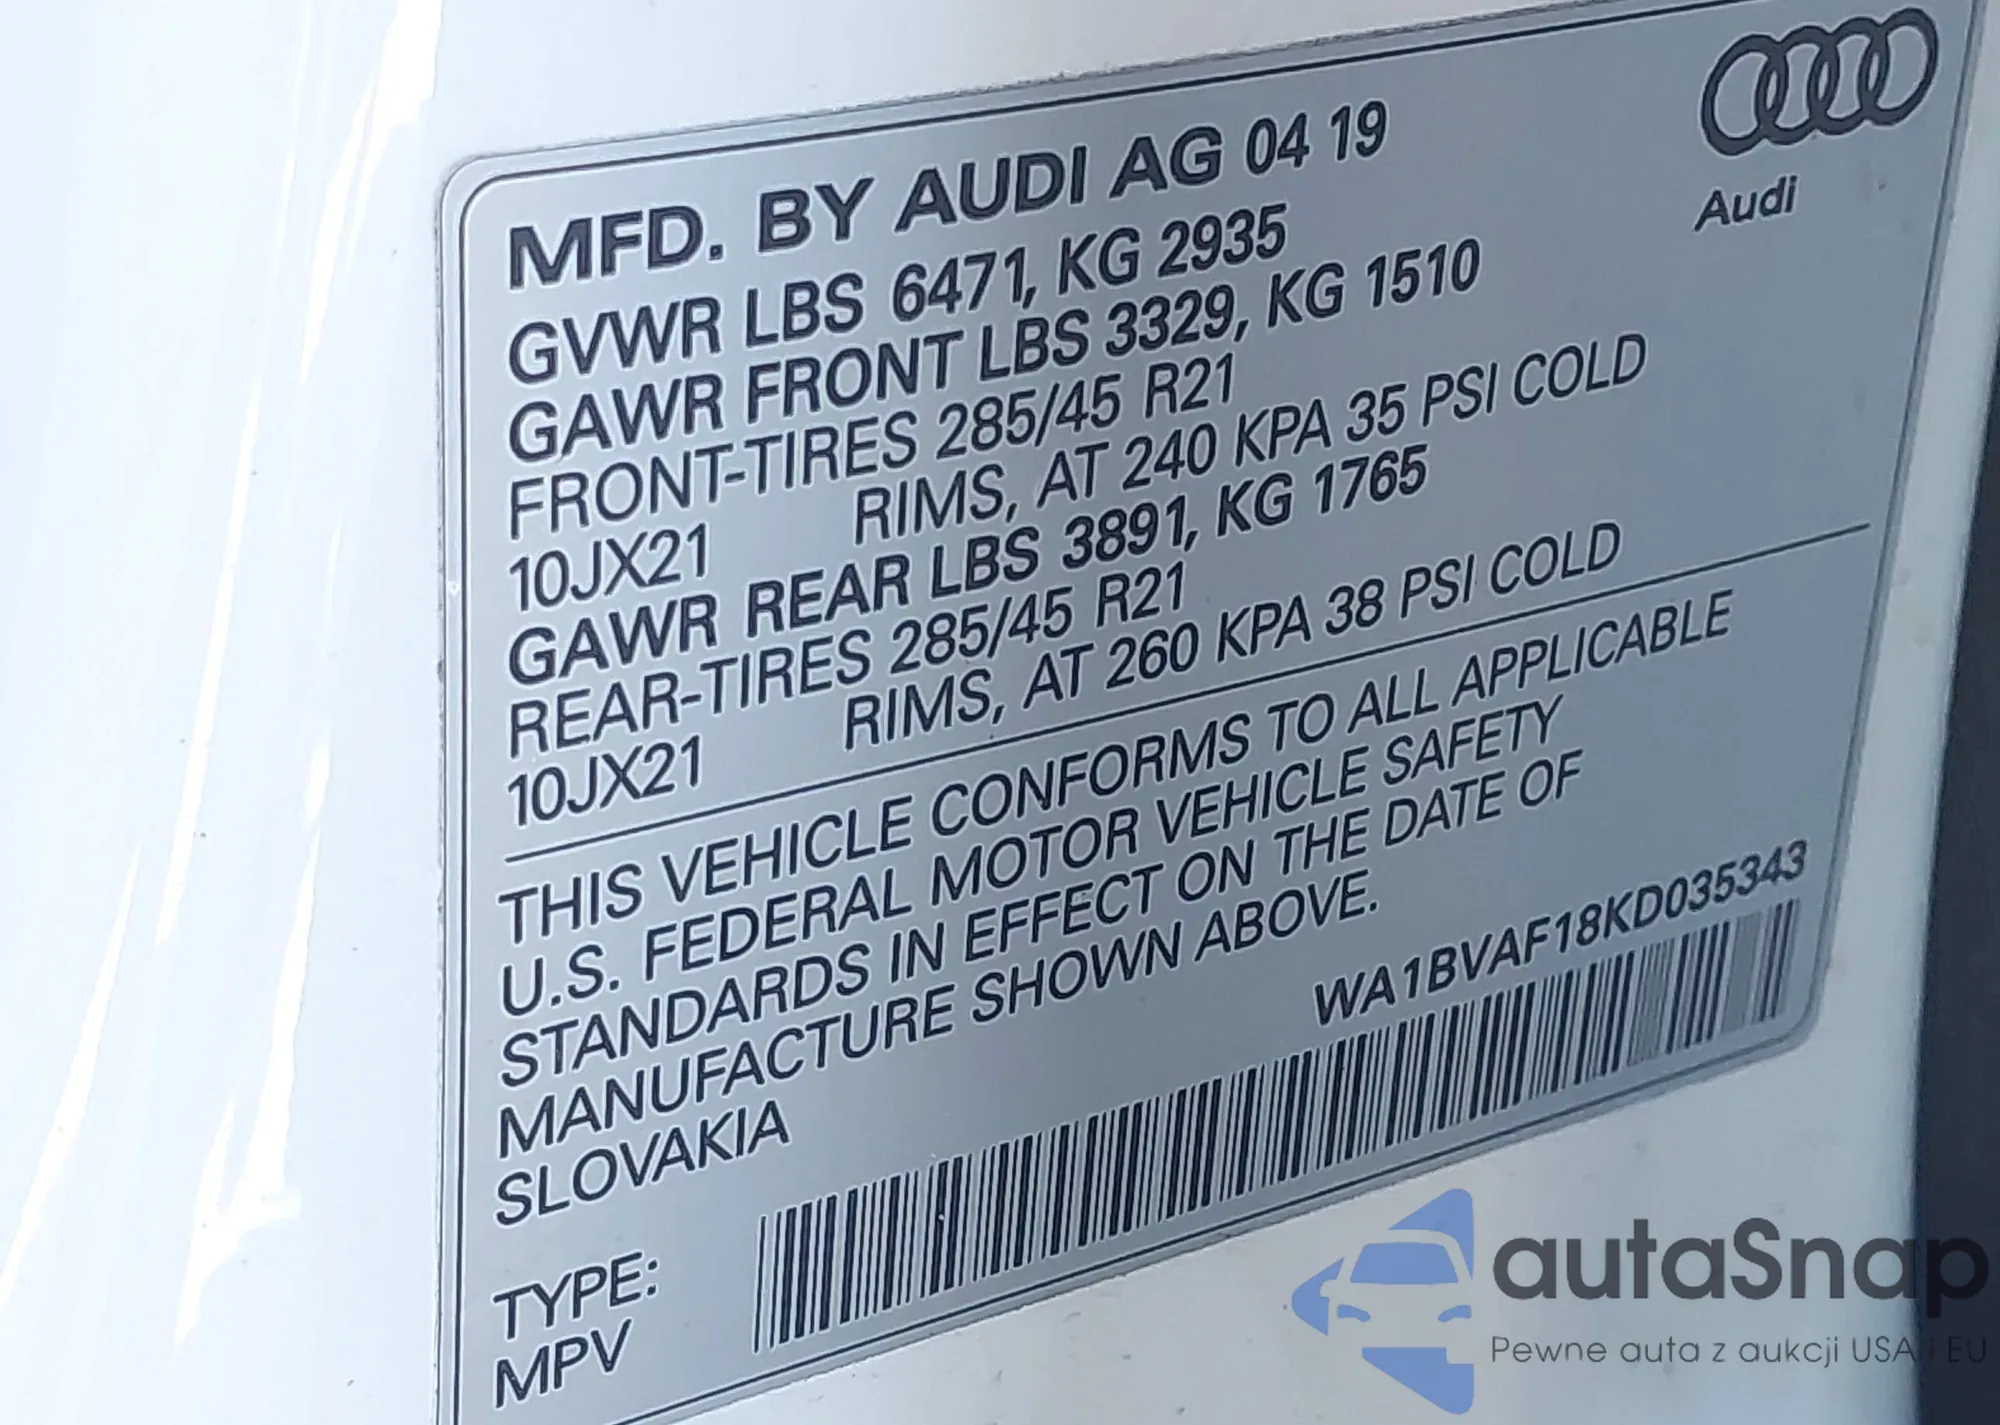 MFD. BY AUDI AG 04 19
Audi
GVWR LBS 6471, KG 2935
GAWR FRONT LBS 3329, KG 1510
FRONT-TIRES 285/45 R21
10JX21 RIMS, AT 240 KPA 35 PSI COLD
GAWR REAR LBS 3891, KG 1765
REAR-TIRES 285/45 R21
10JX21 RIMS, AT 260 KPA 38 PSI COLD
THIS VEHICLE CONFORMS TO ALL APPLICABLE
U.S. FEDERAL MOTOR VEHICLE SAFETY
STANDARDS IN EFFECT ON THE DATE OF
MANUFACTURE SHOWN ABOVE.
SLOVAKIA
WA1BVAF18KD035343
TYPE:
MPV
autaSnap
Pewne auta z aukcji USA i EU